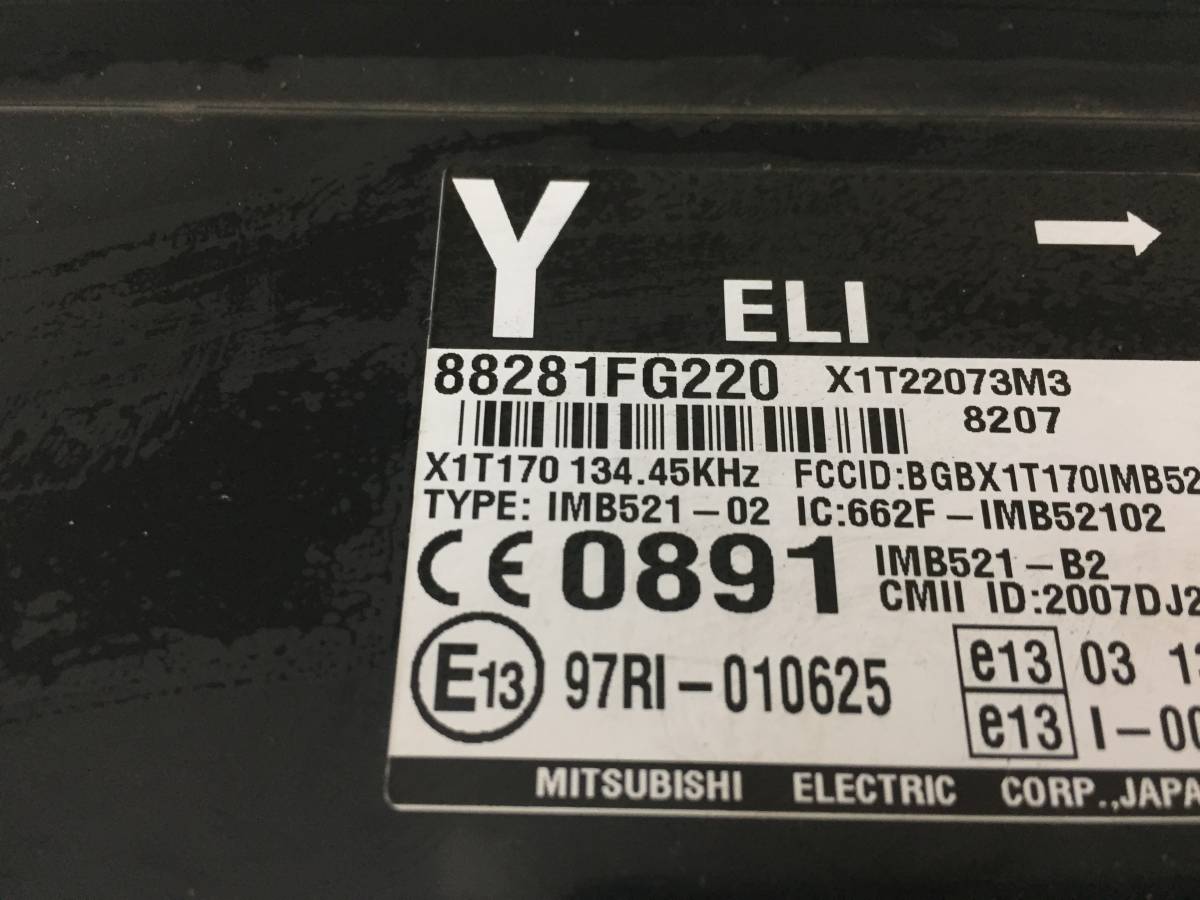 Y
ELI
88281FG220 X1T22073M3
8207
X1T170 134.45KHz FCCID:BGBX1T170IMB52
TYPE: IMB521-02 IC:662F-IMB52102
CE 0891 IMB521-B2
CMII ID:2007DJ2
E13 97RI-010625
e13 03
e13 I-00
MITSUBISHI ELECTRIC CORP.,JAPA